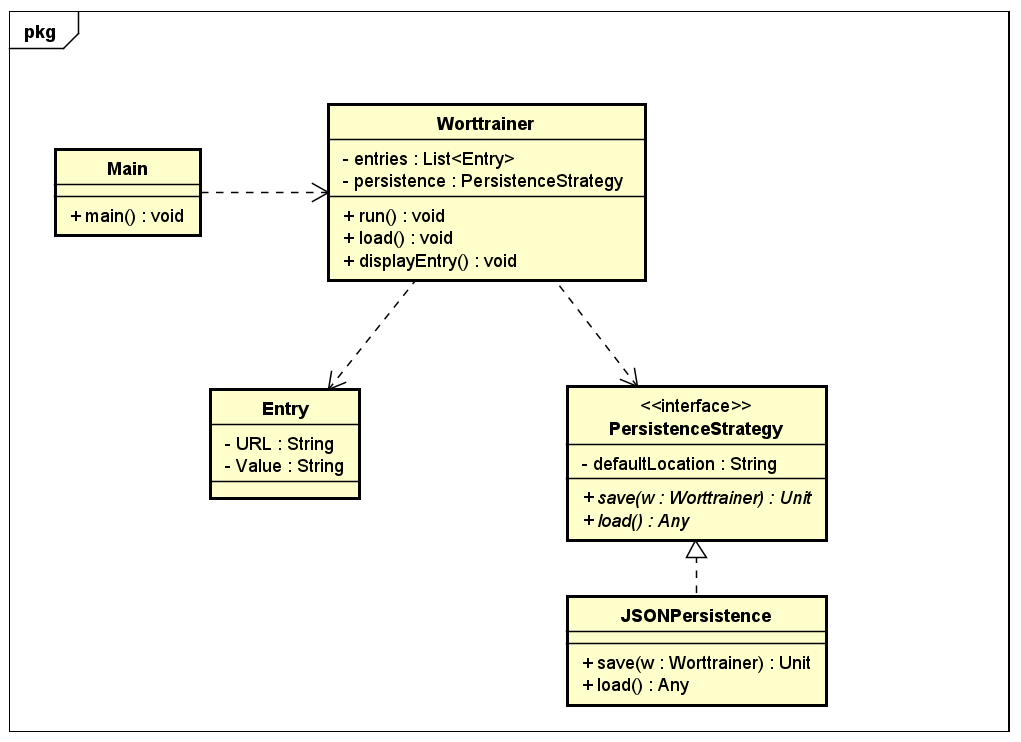 pkg
Main
+ main() : void
Worttrainer
- entries : List<Entry>
- persistence : PersistenceStrategy
+ run() : void
+ load() : void
+ displayEntry() : void
Entry
- URL : String
- Value : String
<<interface>>
PersistenceStrategy
- defaultLocation : String
+ save(w : Worttrainer) : Unit
+ load() : Any
JSONPersistence
+ save(w : Worttrainer) : Unit
+ load() : Any